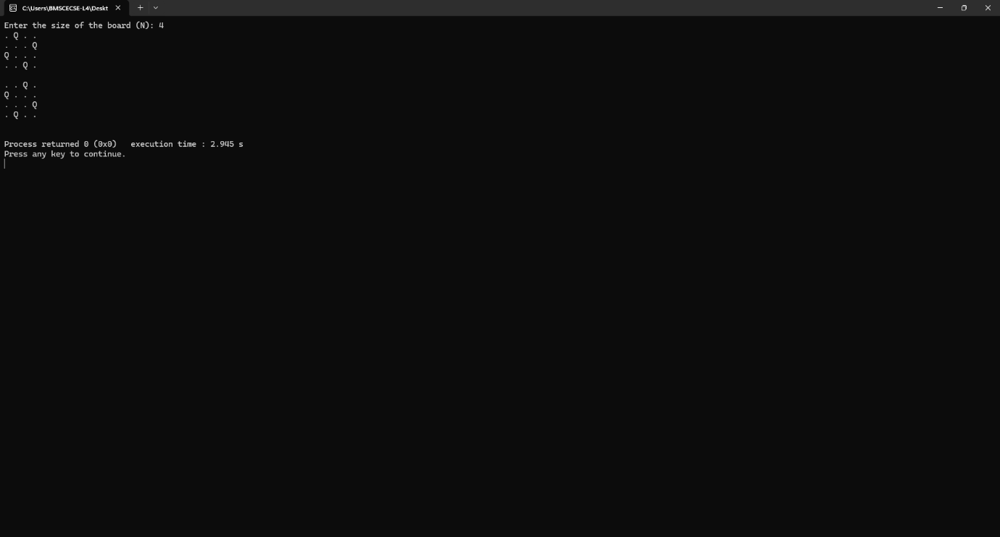 C:\Users\BMSCECSE-L4\Deskt
Enter the size of the board (N): 4
. Q . .
. . . Q
Q . . .
. . Q .

. . Q .
Q . . .
. . . Q
. Q . .

Process returned 0 (0x0)   execution time : 2.945 s
Press any key to continue.